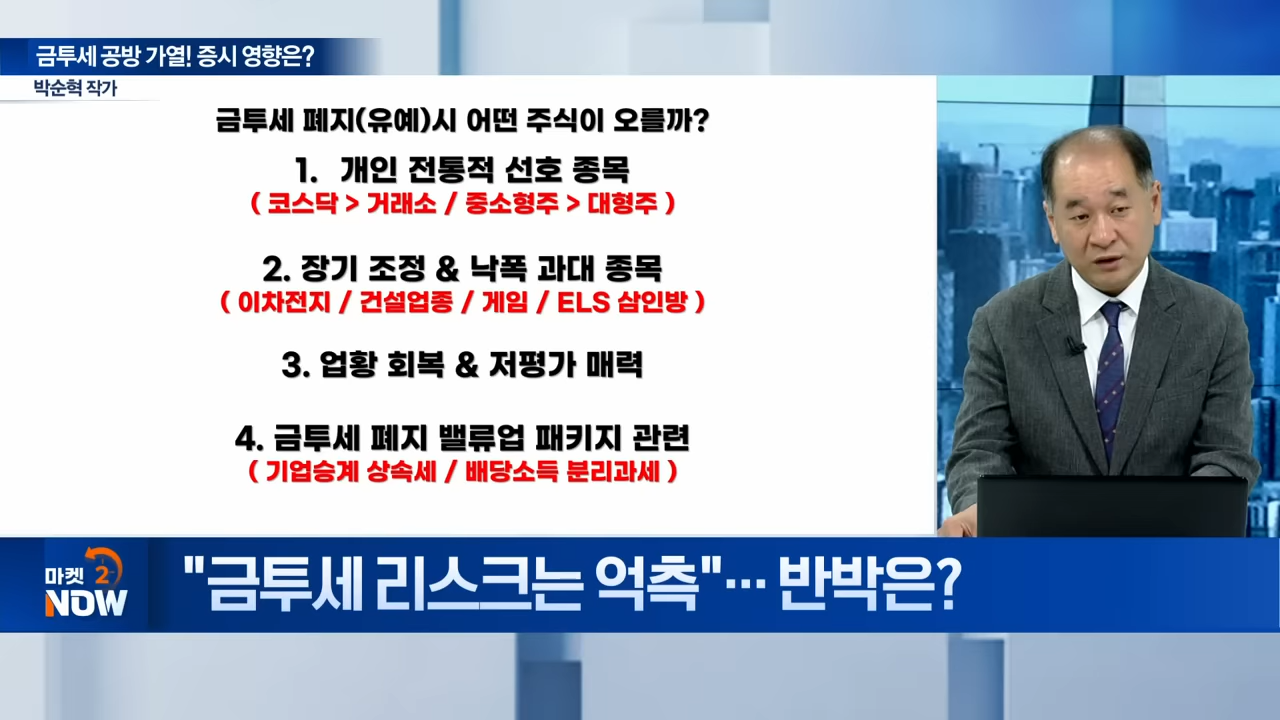 금투세 공방 가열! 증시 영향은?
박순혁 작가
금투세 폐지(유예)시 어떤 주식이 오를까?
1. 개인 전통적 선호 종목
( 코스닥 > 거래소 / 중소형주 > 대형주 )
2. 장기 조정 & 낙폭 과대 종목
( 이차전지 / 건설업종 / 게임 / ELS 삼인방 )
3. 업황 회복 & 저평가 매력
4. 금투세 폐지 밸류업 패키지 관련
( 기업승계 상속세 / 배당소득 분리과세 )
마켓 2
NOW
"금투세 리스크는 억측"… 반박은?